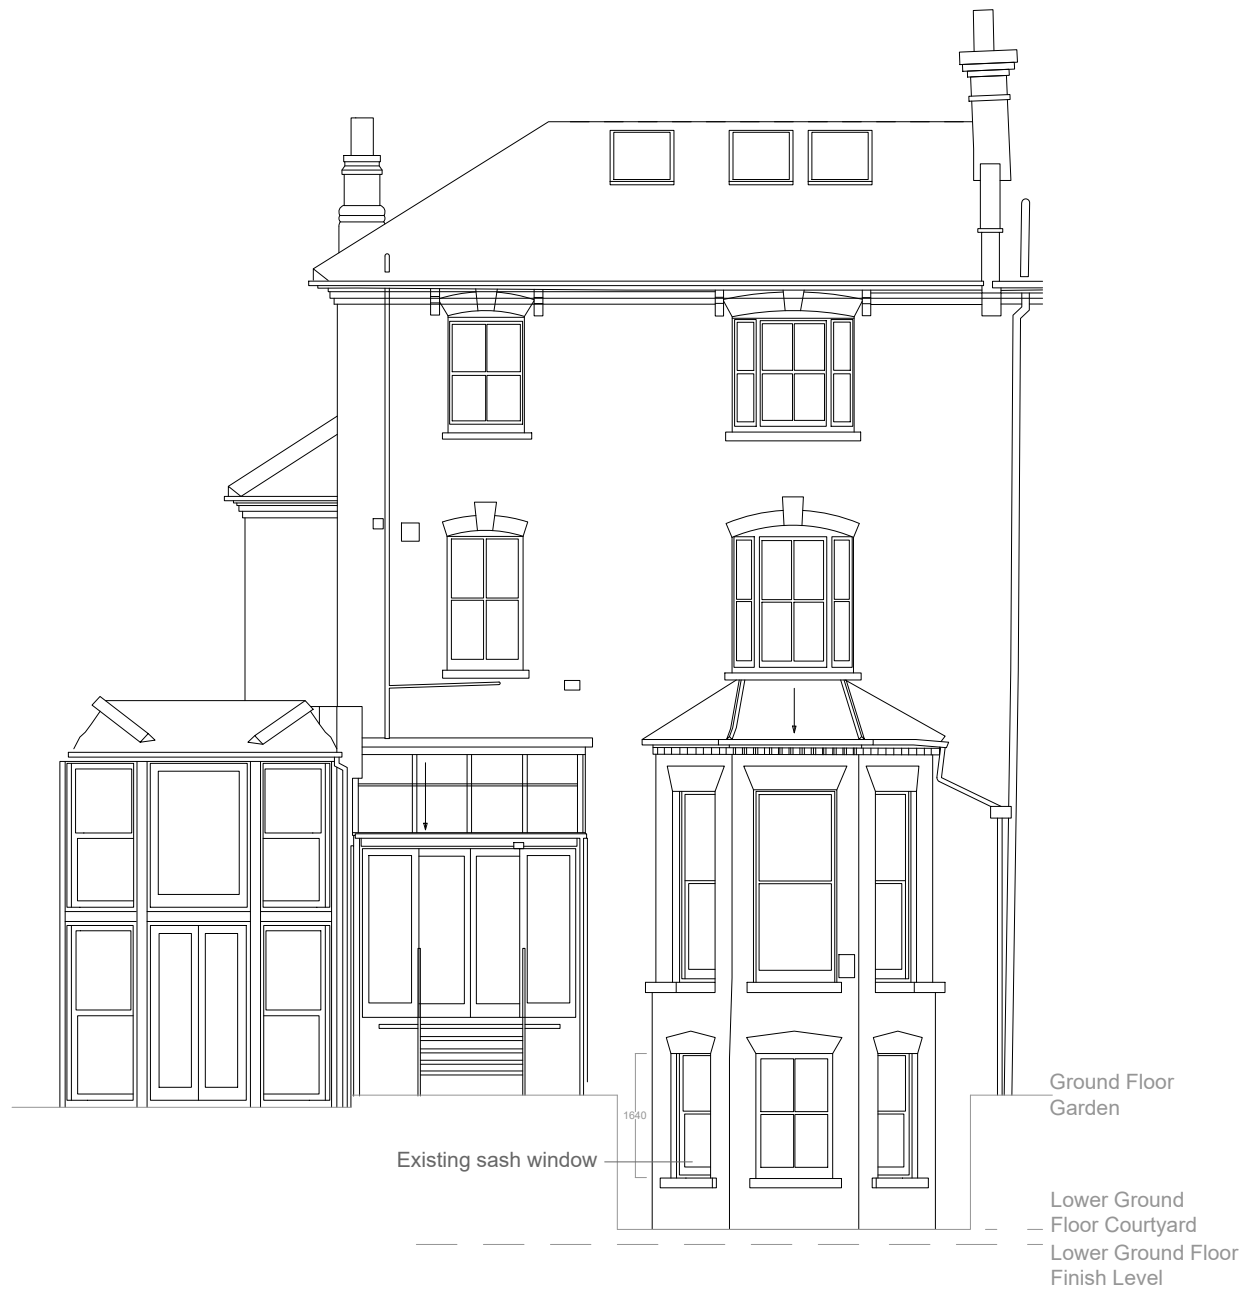 Ground Floor
Garden
1640
Existing sash window
Lower Ground
Floor Courtyard
Lower Ground Floor
Finish Level